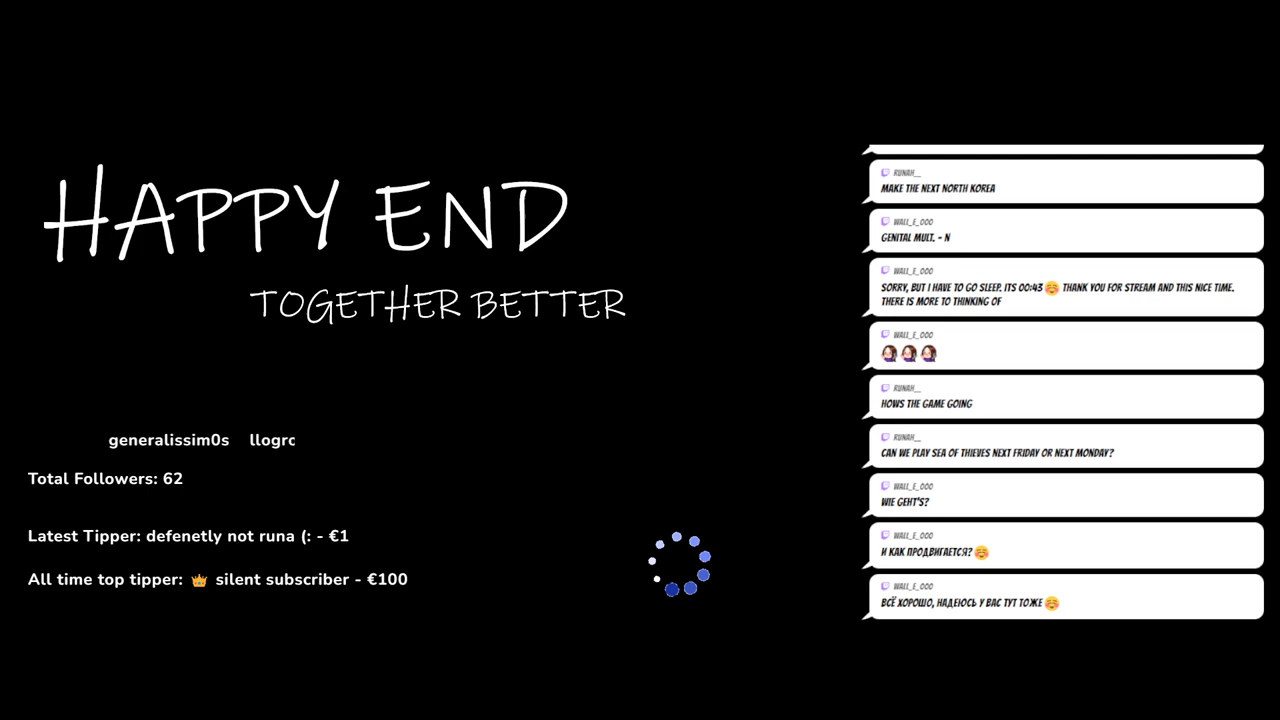 HAPPY END
TOGETHER BETTER
generalissim0s llogrc
Total Followers: 62
Latest Tipper: defenetly not runa (: - €1
All time top tipper: 👑 silent subscriber - €100
RUNAH__
MAKE THE NEXT NORTH KOREA
WALL_E_000
GENITAL MULT. - N
WALL_E_000
SORRY, BUT I HAVE TO GO SLEEP. ITS 00:43 ☺️ THANK YOU FOR STREAM AND THIS NICE TIME.
THERE IS MORE TO THINKING OF
WALL_E_000
RUNAH__
HOWS THE GAME GOING
RUNAH__
CAN WE PLAY SEA OF THIEVES NEXT FRIDAY OR NEXT MONDAY?
WALL_E_000
WIE GEHT'S?
WALL_E_000
И КАК ПРОДВИГАЕТСЯ? ☺️
WALL_E_000
ВСЁ ХОРОШО, НАДЕЮСЬ У ВАС ТУТ ТОЖЕ ☺️